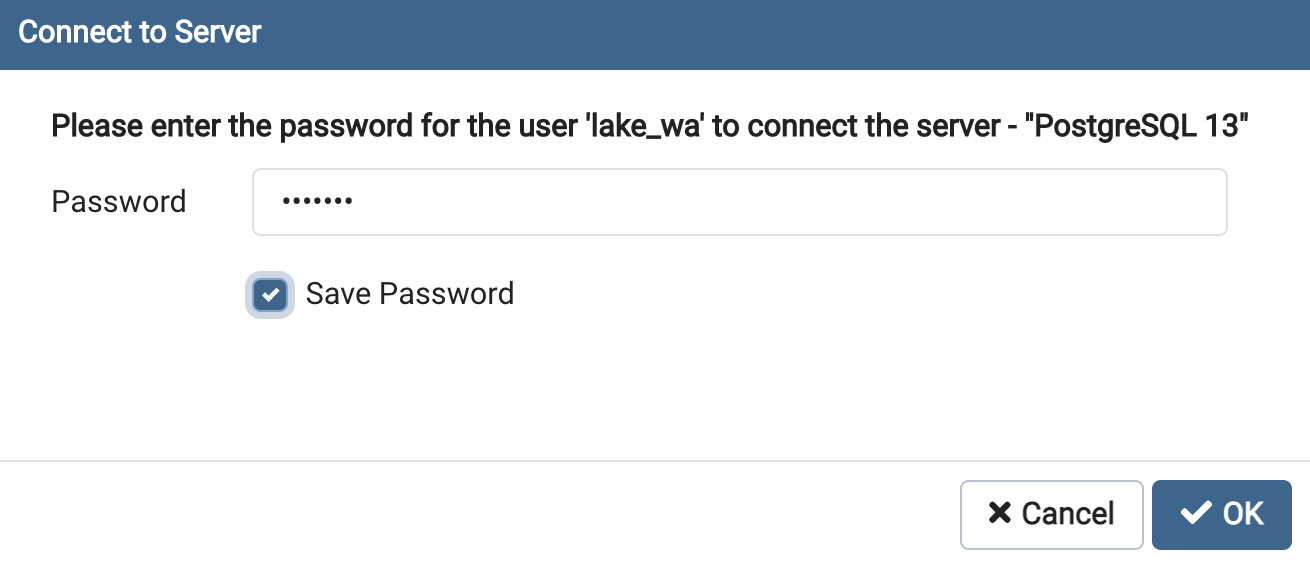 Connect to Server
Please enter the password for the user 'lake_wa' to connect the server - "PostgreSQL 13"
Password •••••••
Save Password
Cancel OK